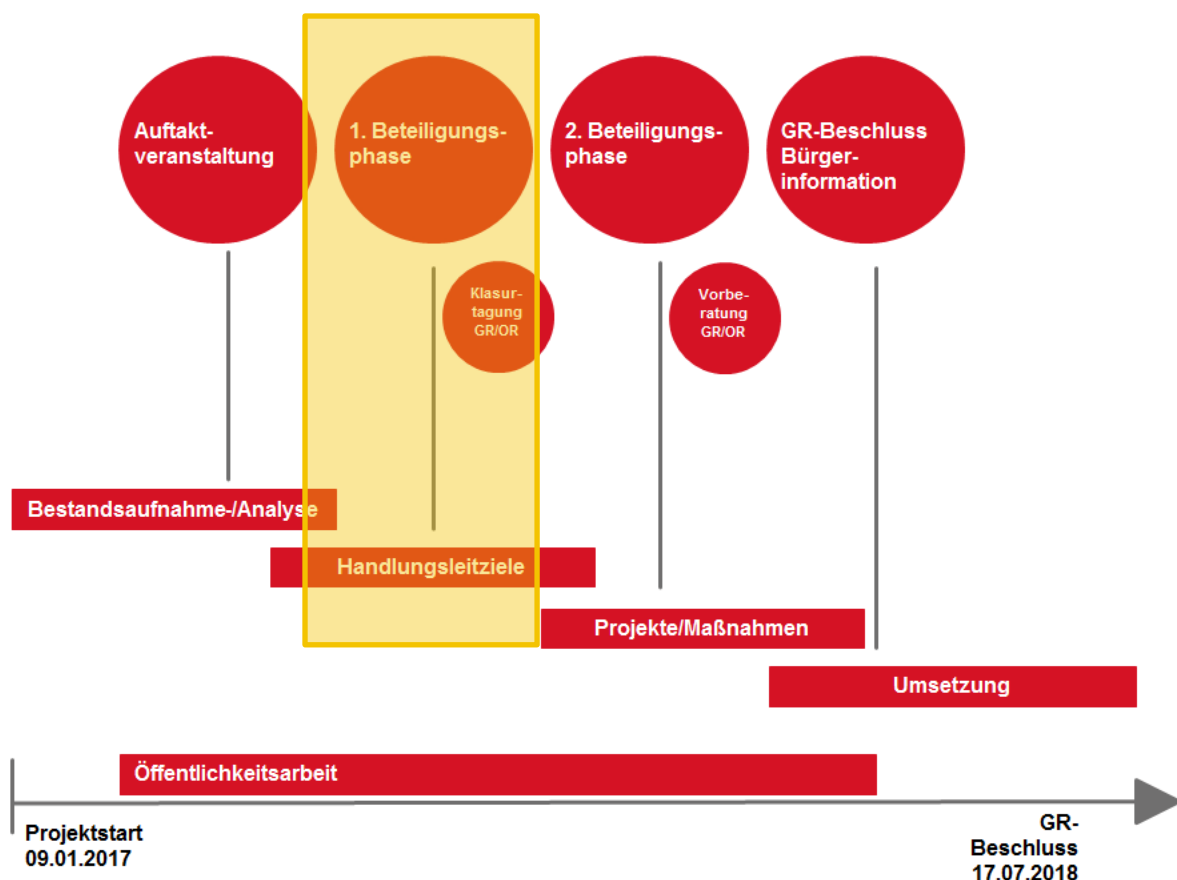 Auftakt-
veranstaltung
1. Beteiligungs-
phase
2. Beteiligungs-
phase
GR-Beschluss
Bürger-
information
Klasur-
tagung
GR/OR
Vorbe-
ratung
GR/OR
Bestandsaufnahme-/Analyse
Handlungsleitziele
Projekte/Maßnahmen
Umsetzung
Öffentlichkeitsarbeit
Projektstart
09.01.2017
GR-
Beschluss
17.07.2018